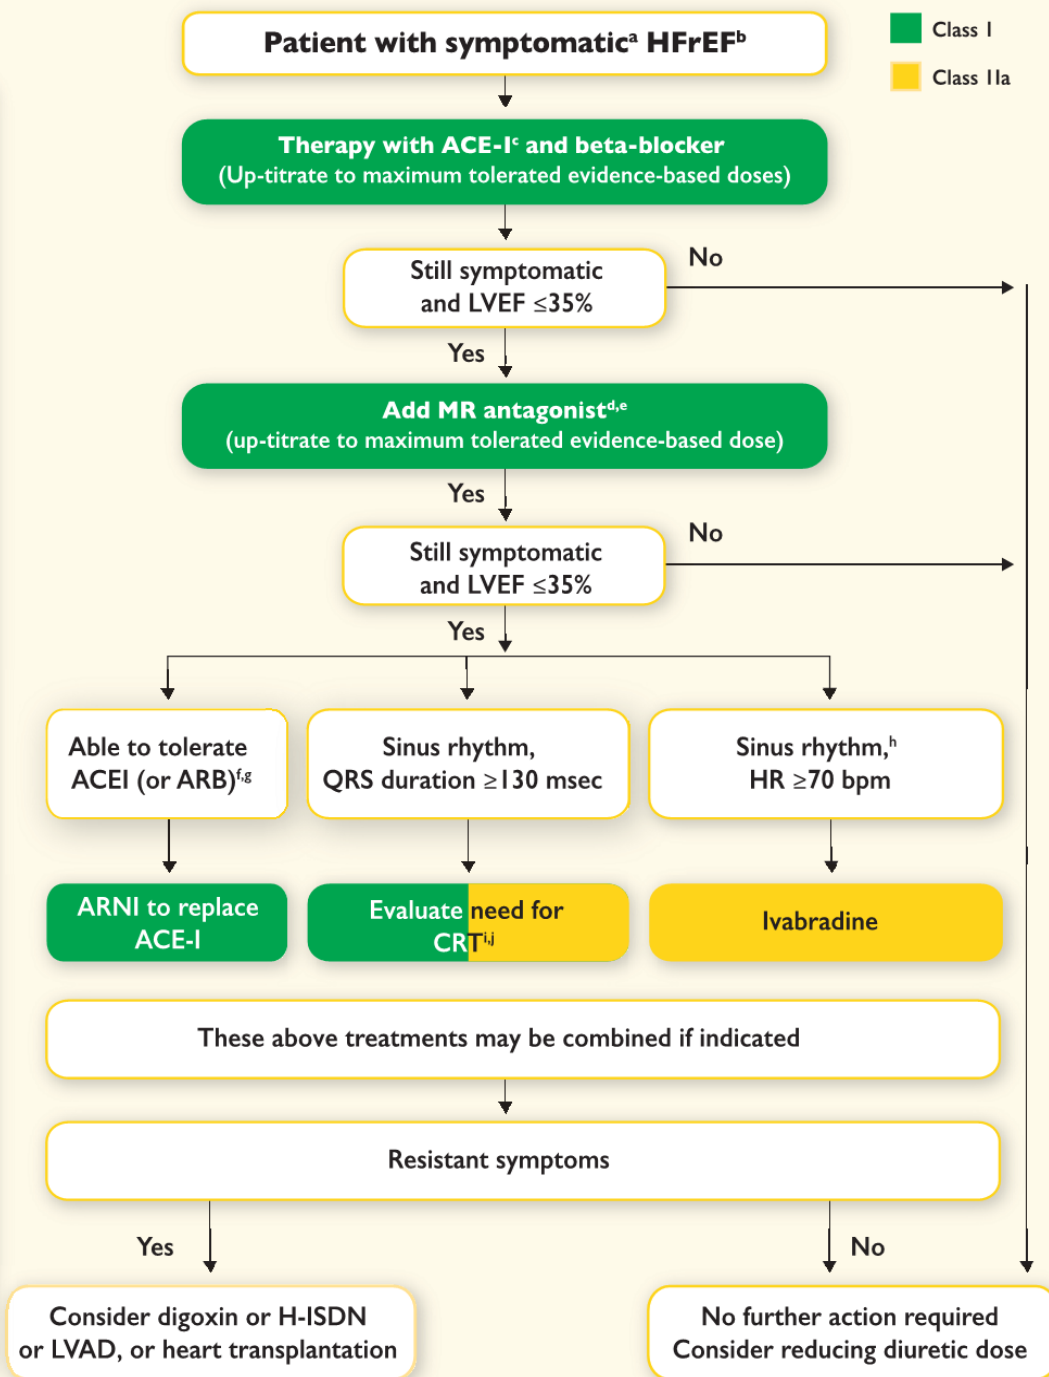 Patient with symptomaticᵃ HFrEFᵇ
Class I
Class IIa
Therapy with ACE-Iᶜ and beta-blocker
(Up-titrate to maximum tolerated evidence-based doses)
Still symptomatic
and LVEF ≤35%
No
Yes
Add MR antagonistᵈ,ᵉ
(up-titrate to maximum tolerated evidence-based dose)
Yes
Still symptomatic
and LVEF ≤35%
No
Yes
Able to tolerate
ACEI (or ARB)ᶠ,ᵍ
Sinus rhythm,
QRS duration ≥130 msec
Sinus rhythm,ʰ
HR ≥70 bpm
ARNI to replace
ACE-I
Evaluate need for
CRTⁱ,ʲ
Ivabradine
These above treatments may be combined if indicated
Resistant symptoms
Yes
No
Consider digoxin or H-ISDN
or LVAD, or heart transplantation
No further action required
Consider reducing diuretic dose